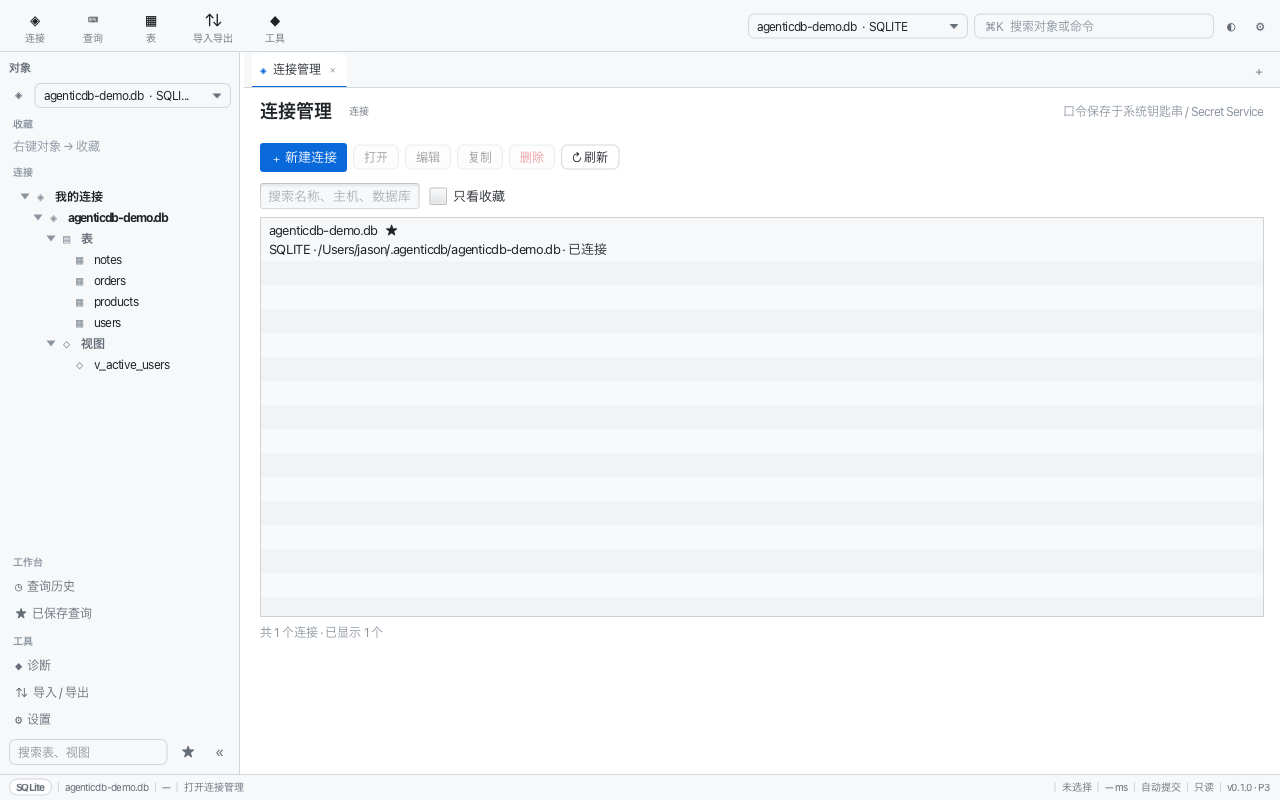 连接
查询
表
导入导出
工具
agenticdb-demo.db · SQLITE
⌘K 搜索对象或命令
对象
agenticdb-demo.db · SQLI...
收藏
右键对象 → 收藏
连接
我的连接
agenticdb-demo.db
表
notes
orders
products
users
视图
v_active_users
工作台
查询历史
已保存查询
工具
诊断
导入 / 导出
设置
搜索表、视图
连接管理 ×
+
连接管理 连接
口令保存于系统钥匙串 / Secret Service
+ 新建连接 打开 编辑 复制 删除 刷新
搜索名称、主机、数据库 只看收藏
agenticdb-demo.db ★
SQLITE · /Users/jason/.agenticdb/agenticdb-demo.db · 已连接
共 1 个连接 · 已显示 1 个
SQLite agenticdb-demo.db — 打开连接管理
未选择 — ms 自动提交 只读 v0.1.0 · P3